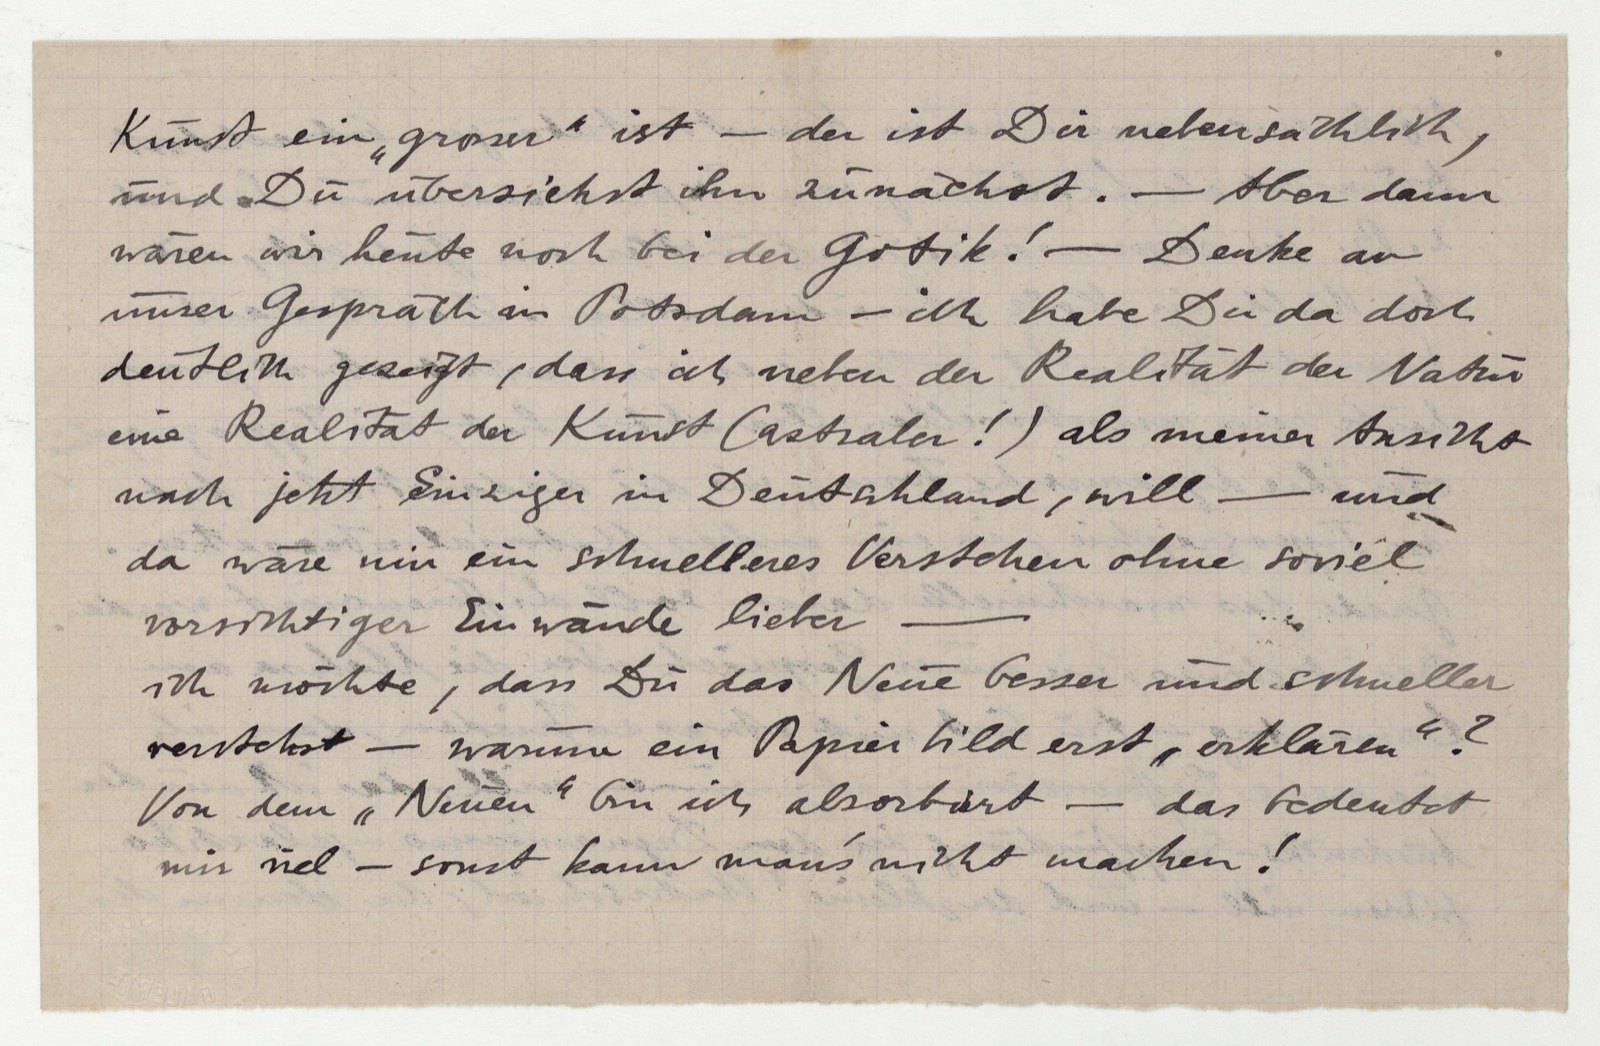 Kunst ein „grosser“ ist — der ist Dir nebensächlich,
und Du übersiehst ihn zunächst. — Aber dann
wären wir heute noch bei der Gotik! — Denke an
unser Gespräch in Potsdam — ich habe Dir da doch
deutlich gezeigt, dass ich neben der Realität der Natur
eine Realität der Kunst (astraler!) als meiner Ansicht
nach jetzt Einziger in Deutschland, will — und
da wäre mir ein schnelleres Verstehen ohne soviel
vorsichtiger Einwände lieber —
ich möchte, dass Du das Neue besser und schneller
verstehst — warum ein Papierbild erst „erklären“?
Von dem „Neuen“ bin ich absorbirt — das bedeutet
mir viel — sonst kann man's nicht machen!